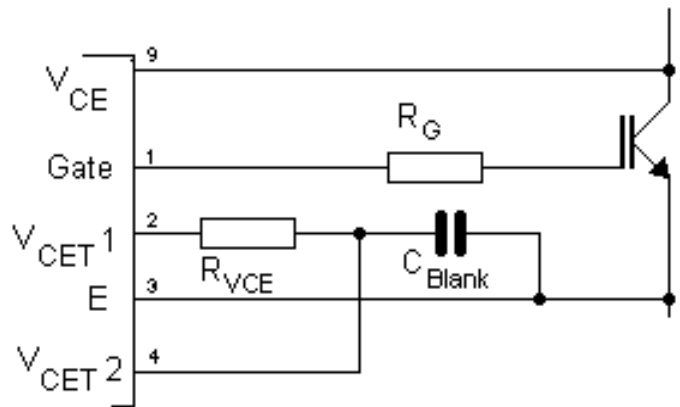 9
V_CE
R_G
Gate 1
V_CET 1 2
R_VCE
C_Blank
E 3
V_CET 2 4